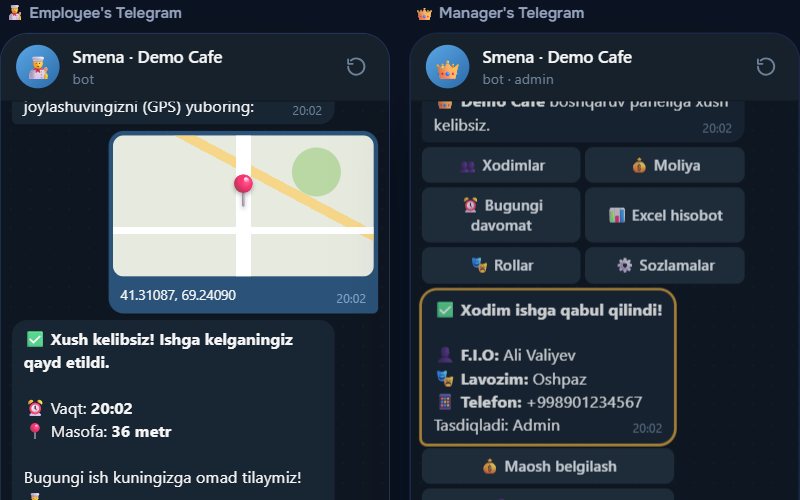 Employee's Telegram
Smena · Demo Cafe
bot
joylashuvingizni (GPS) yuboring:
20:02
41.31087, 69.24090
20:02
✅ Xush kelibsiz! Ishga kelganingiz
qayd etildi.
⏰ Vaqt: 20:02
📍 Masofa: 36 metr
Bugungi ish kuningizga omad tilaymiz!
Manager's Telegram
Smena · Demo Cafe
bot · admin
Demo Cafe boshqaruv paneliga xush
kelibsiz.
20:02
👥 Xodimlar
💰 Moliya
⏰ Bugungi
davomat
📊 Excel hisobot
🎭 Rollar
⚙️ Sozlamalar
✅ Xodim ishga qabul qilindi!
👤 F.I.O: Ali Valiyev
🎭 Lavozim: Oshpaz
📱 Telefon: +998901234567
Tasdiqladi: Admin
20:02
💰 Maosh belgilash